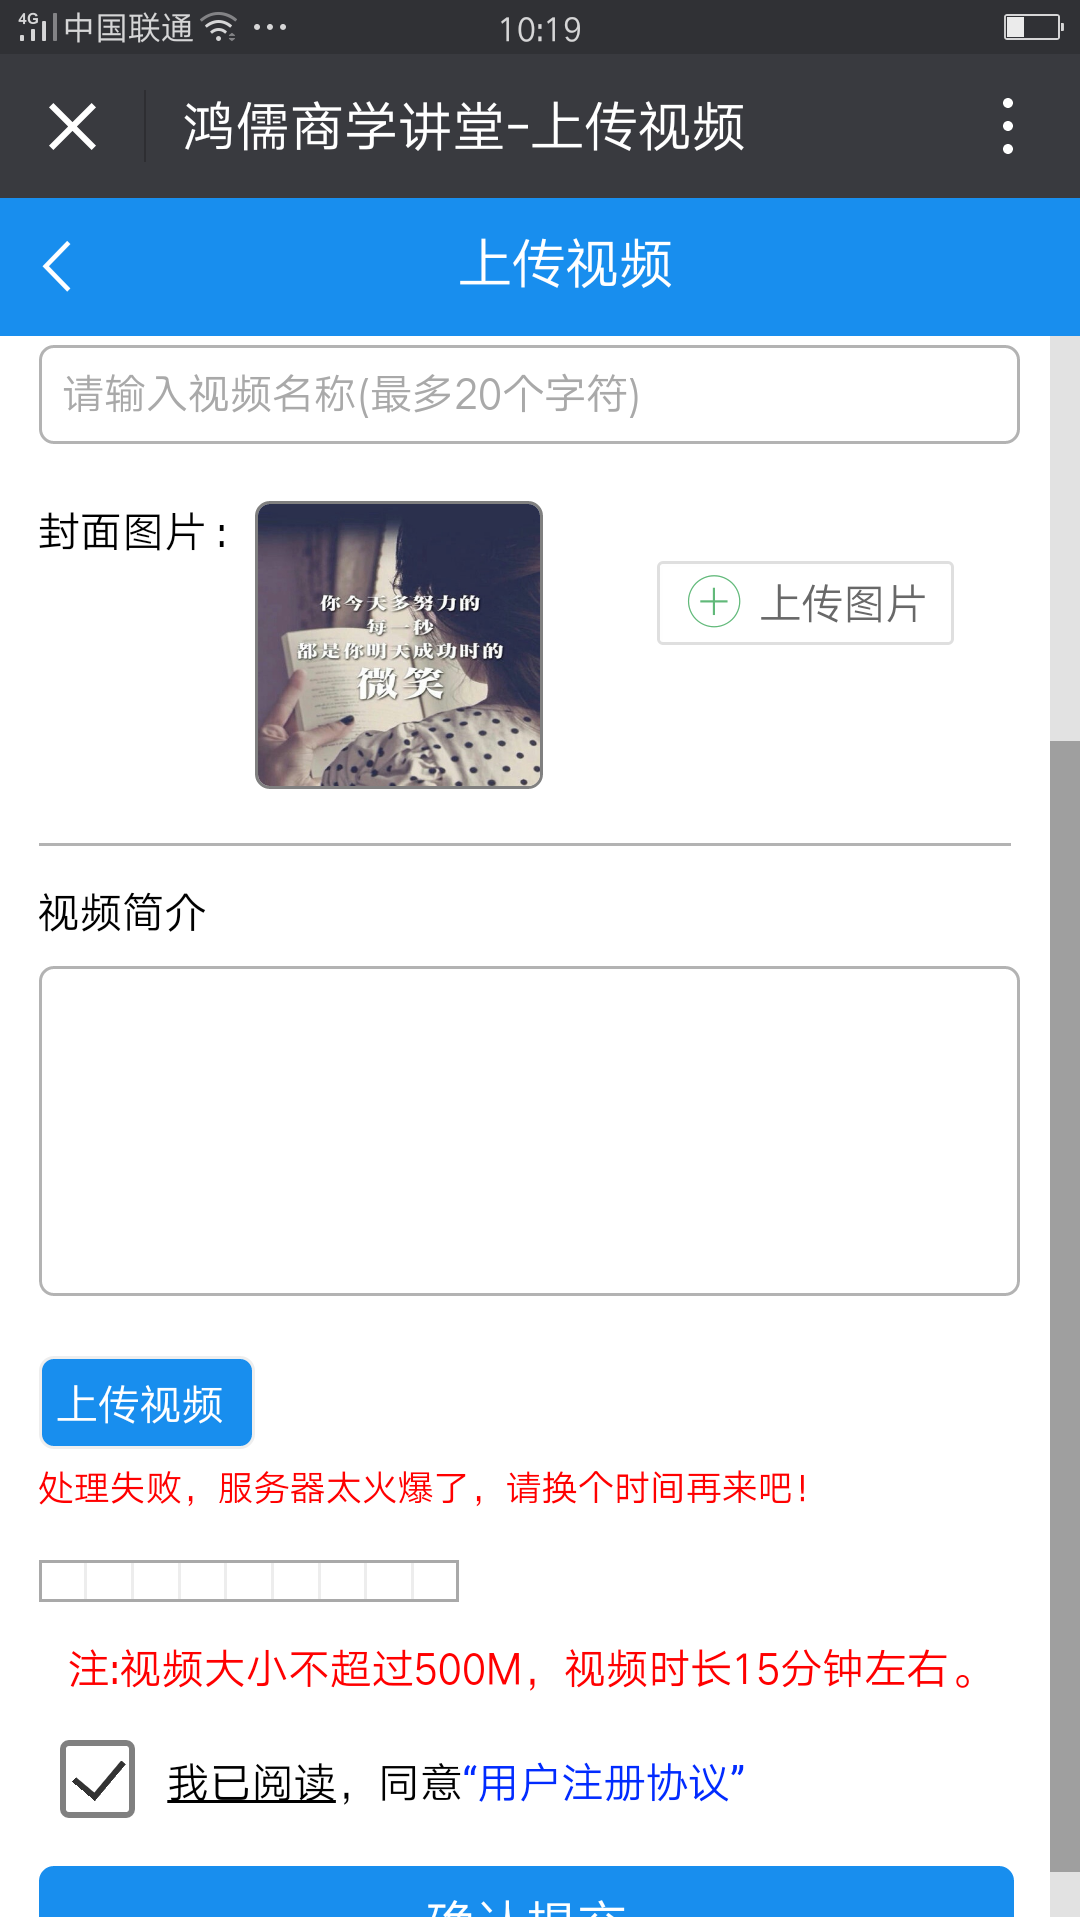 4G 中国联通 ... 10:19
鸿儒商学讲堂-上传视频
上传视频
请输入视频名称(最多20个字符)
封面图片：
你今天多努力的
每一秒
都是你明天成功时的
微笑
上传图片
视频简介
上传视频
处理失败，服务器太火爆了，请换个时间再来吧！
注:视频大小不超过500M，视频时长15分钟左右。
我已阅读，同意“用户注册协议”
确认提交